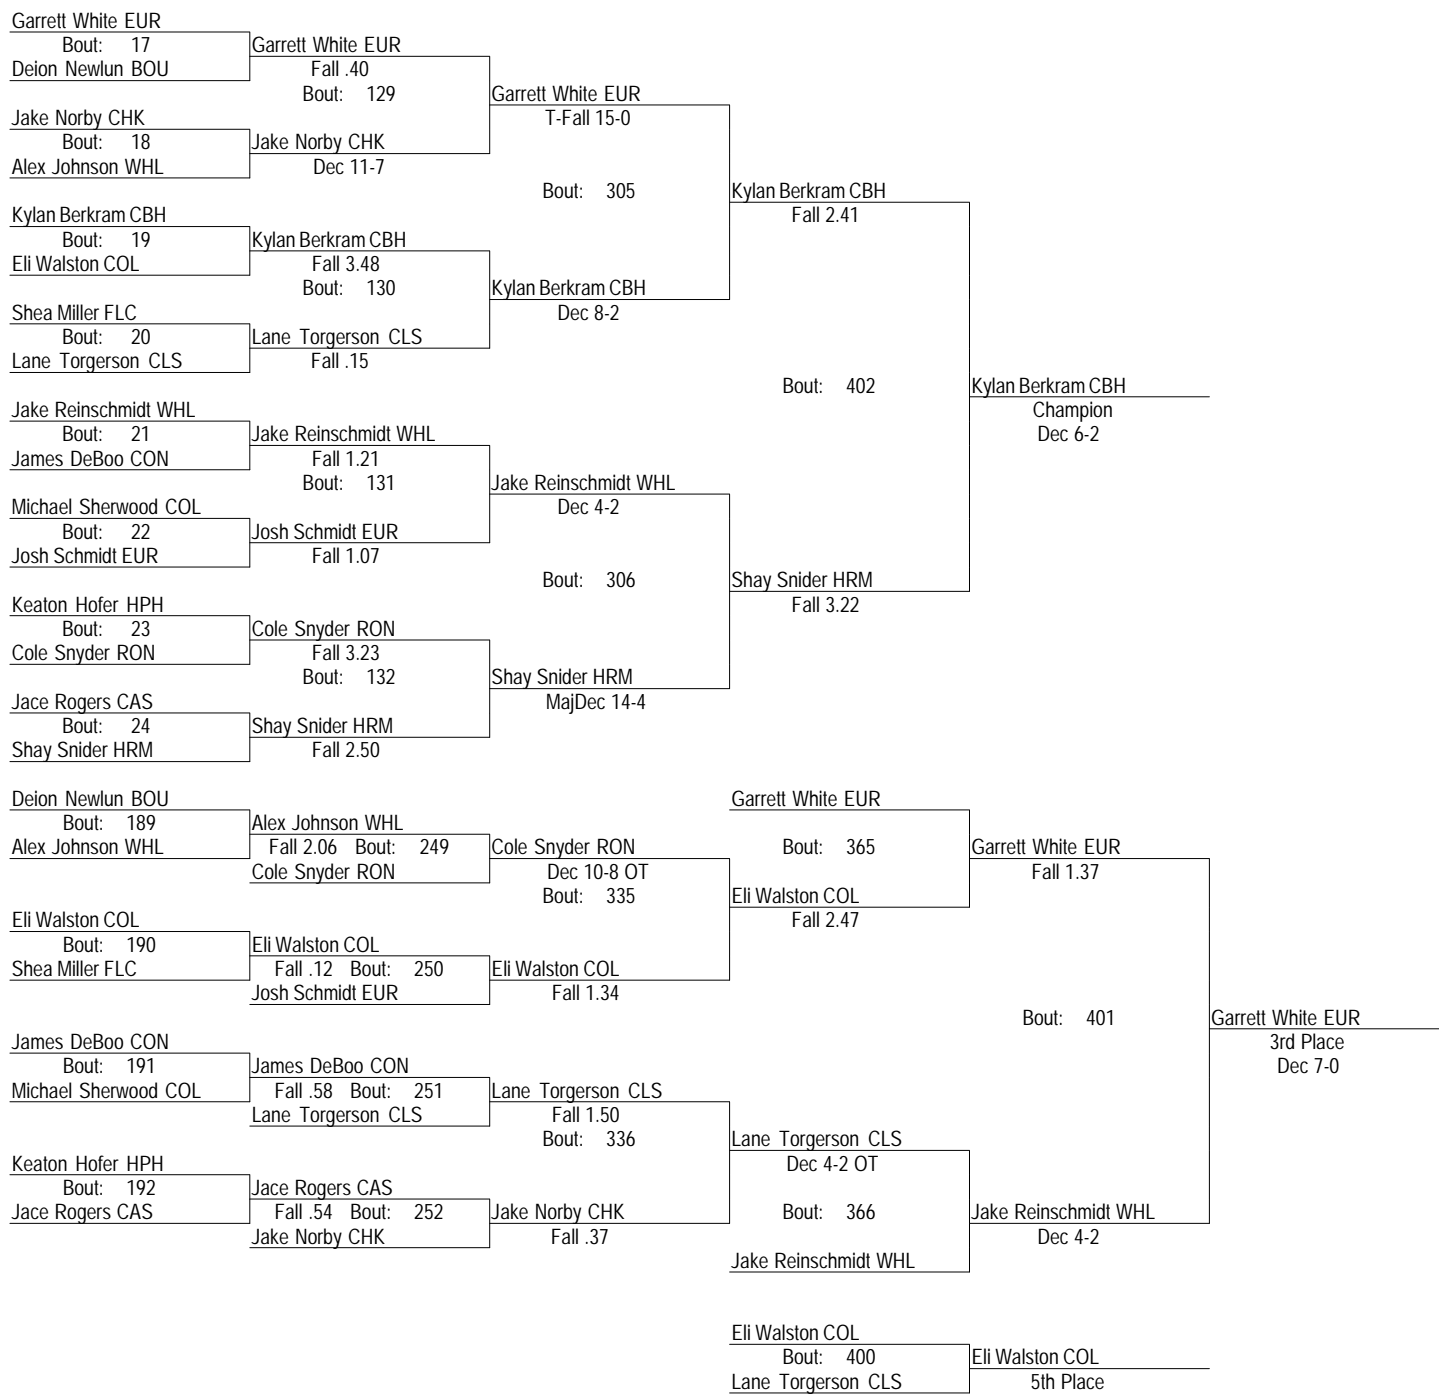 Garrett White EUR
Bout: 17
Garrett White EUR
Deion Newlun BOU
Fall .40
Bout: 129
Garrett White EUR
Jake Norby CHK
T-Fall 15-0
Bout: 18
Jake Norby CHK
Alex Johnson WHL
Dec 11-7
Bout: 305
Kylan Berkram CBH
Kylan Berkram CBH
Fall 2.41
Bout: 19
Kylan Berkram CBH
Eli Walston COL
Fall 3.48
Bout: 130
Kylan Berkram CBH
Shea Miller FLC
Dec 8-2
Bout: 20
Lane Torgerson CLS
Lane Torgerson CLS
Fall .15
Bout: 402
Kylan Berkram CBH
Jake Reinschmidt WHL
Champion
Bout: 21
Jake Reinschmidt WHL
Dec 6-2
James DeBoo CON
Fall 1.21
Bout: 131
Jake Reinschmidt WHL
Michael Sherwood COL
Dec 4-2
Bout: 22
Josh Schmidt EUR
Josh Schmidt EUR
Fall 1.07
Bout: 306
Shay Snider HRM
Keaton Hofer HPH
Fall 3.22
Bout: 23
Cole Snyder RON
Cole Snyder RON
Fall 3.23
Bout: 132
Shay Snider HRM
Jace Rogers CAS
MajDec 14-4
Bout: 24
Shay Snider HRM
Shay Snider HRM
Fall 2.50
Deion Newlun BOU
Garrett White EUR
Bout: 189
Alex Johnson WHL
Alex Johnson WHL
Fall 2.06 Bout: 249
Cole Snyder RON
Bout: 365
Garrett White EUR
Cole Snyder RON
Dec 10-8 OT
Fall 1.37
Bout: 335
Eli Walston COL
Eli Walston COL
Fall 2.47
Bout: 190
Eli Walston COL
Shea Miller FLC
Fall .12 Bout: 250
Eli Walston COL
Josh Schmidt EUR
Fall 1.34
Bout: 401
Garrett White EUR
James DeBoo CON
3rd Place
Bout: 191
James DeBoo CON
Dec 7-0
Michael Sherwood COL
Fall .58 Bout: 251
Lane Torgerson CLS
Lane Torgerson CLS
Fall 1.50
Bout: 336
Lane Torgerson CLS
Keaton Hofer HPH
Dec 4-2 OT
Bout: 192
Jace Rogers CAS
Jace Rogers CAS
Fall .54 Bout: 252
Jake Norby CHK
Bout: 366
Jake Reinschmidt WHL
Jake Norby CHK
Fall .37
Dec 4-2
Jake Reinschmidt WHL
Eli Walston COL
Bout: 400
Eli Walston COL
Lane Torgerson CLS
5th Place